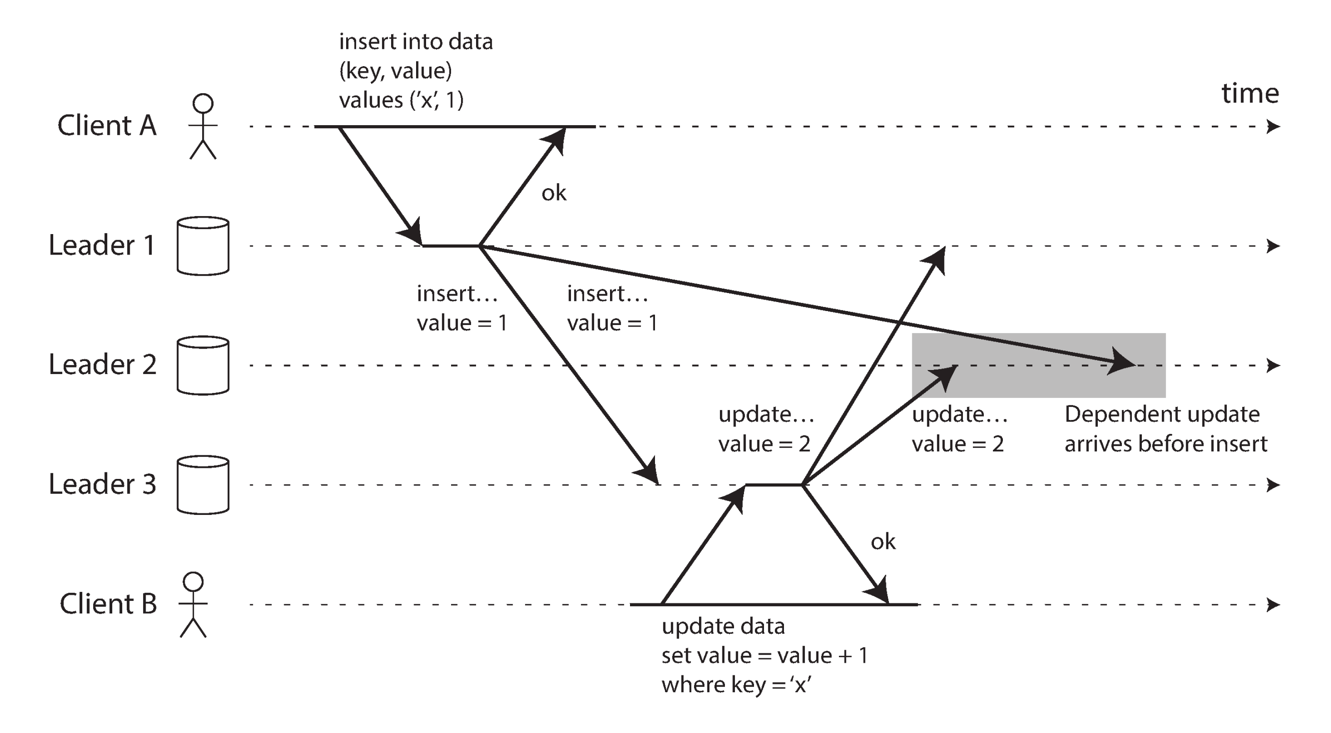 insert into data
(key, value)
values (‘x’, 1)
time
Client A
ok
Leader 1
insert…
value = 1
insert…
value = 1
Leader 2
update…
value = 2
update…
value = 2
Dependent update
arrives before insert
Leader 3
ok
Client B
update data
set value = value + 1
where key = ‘x’